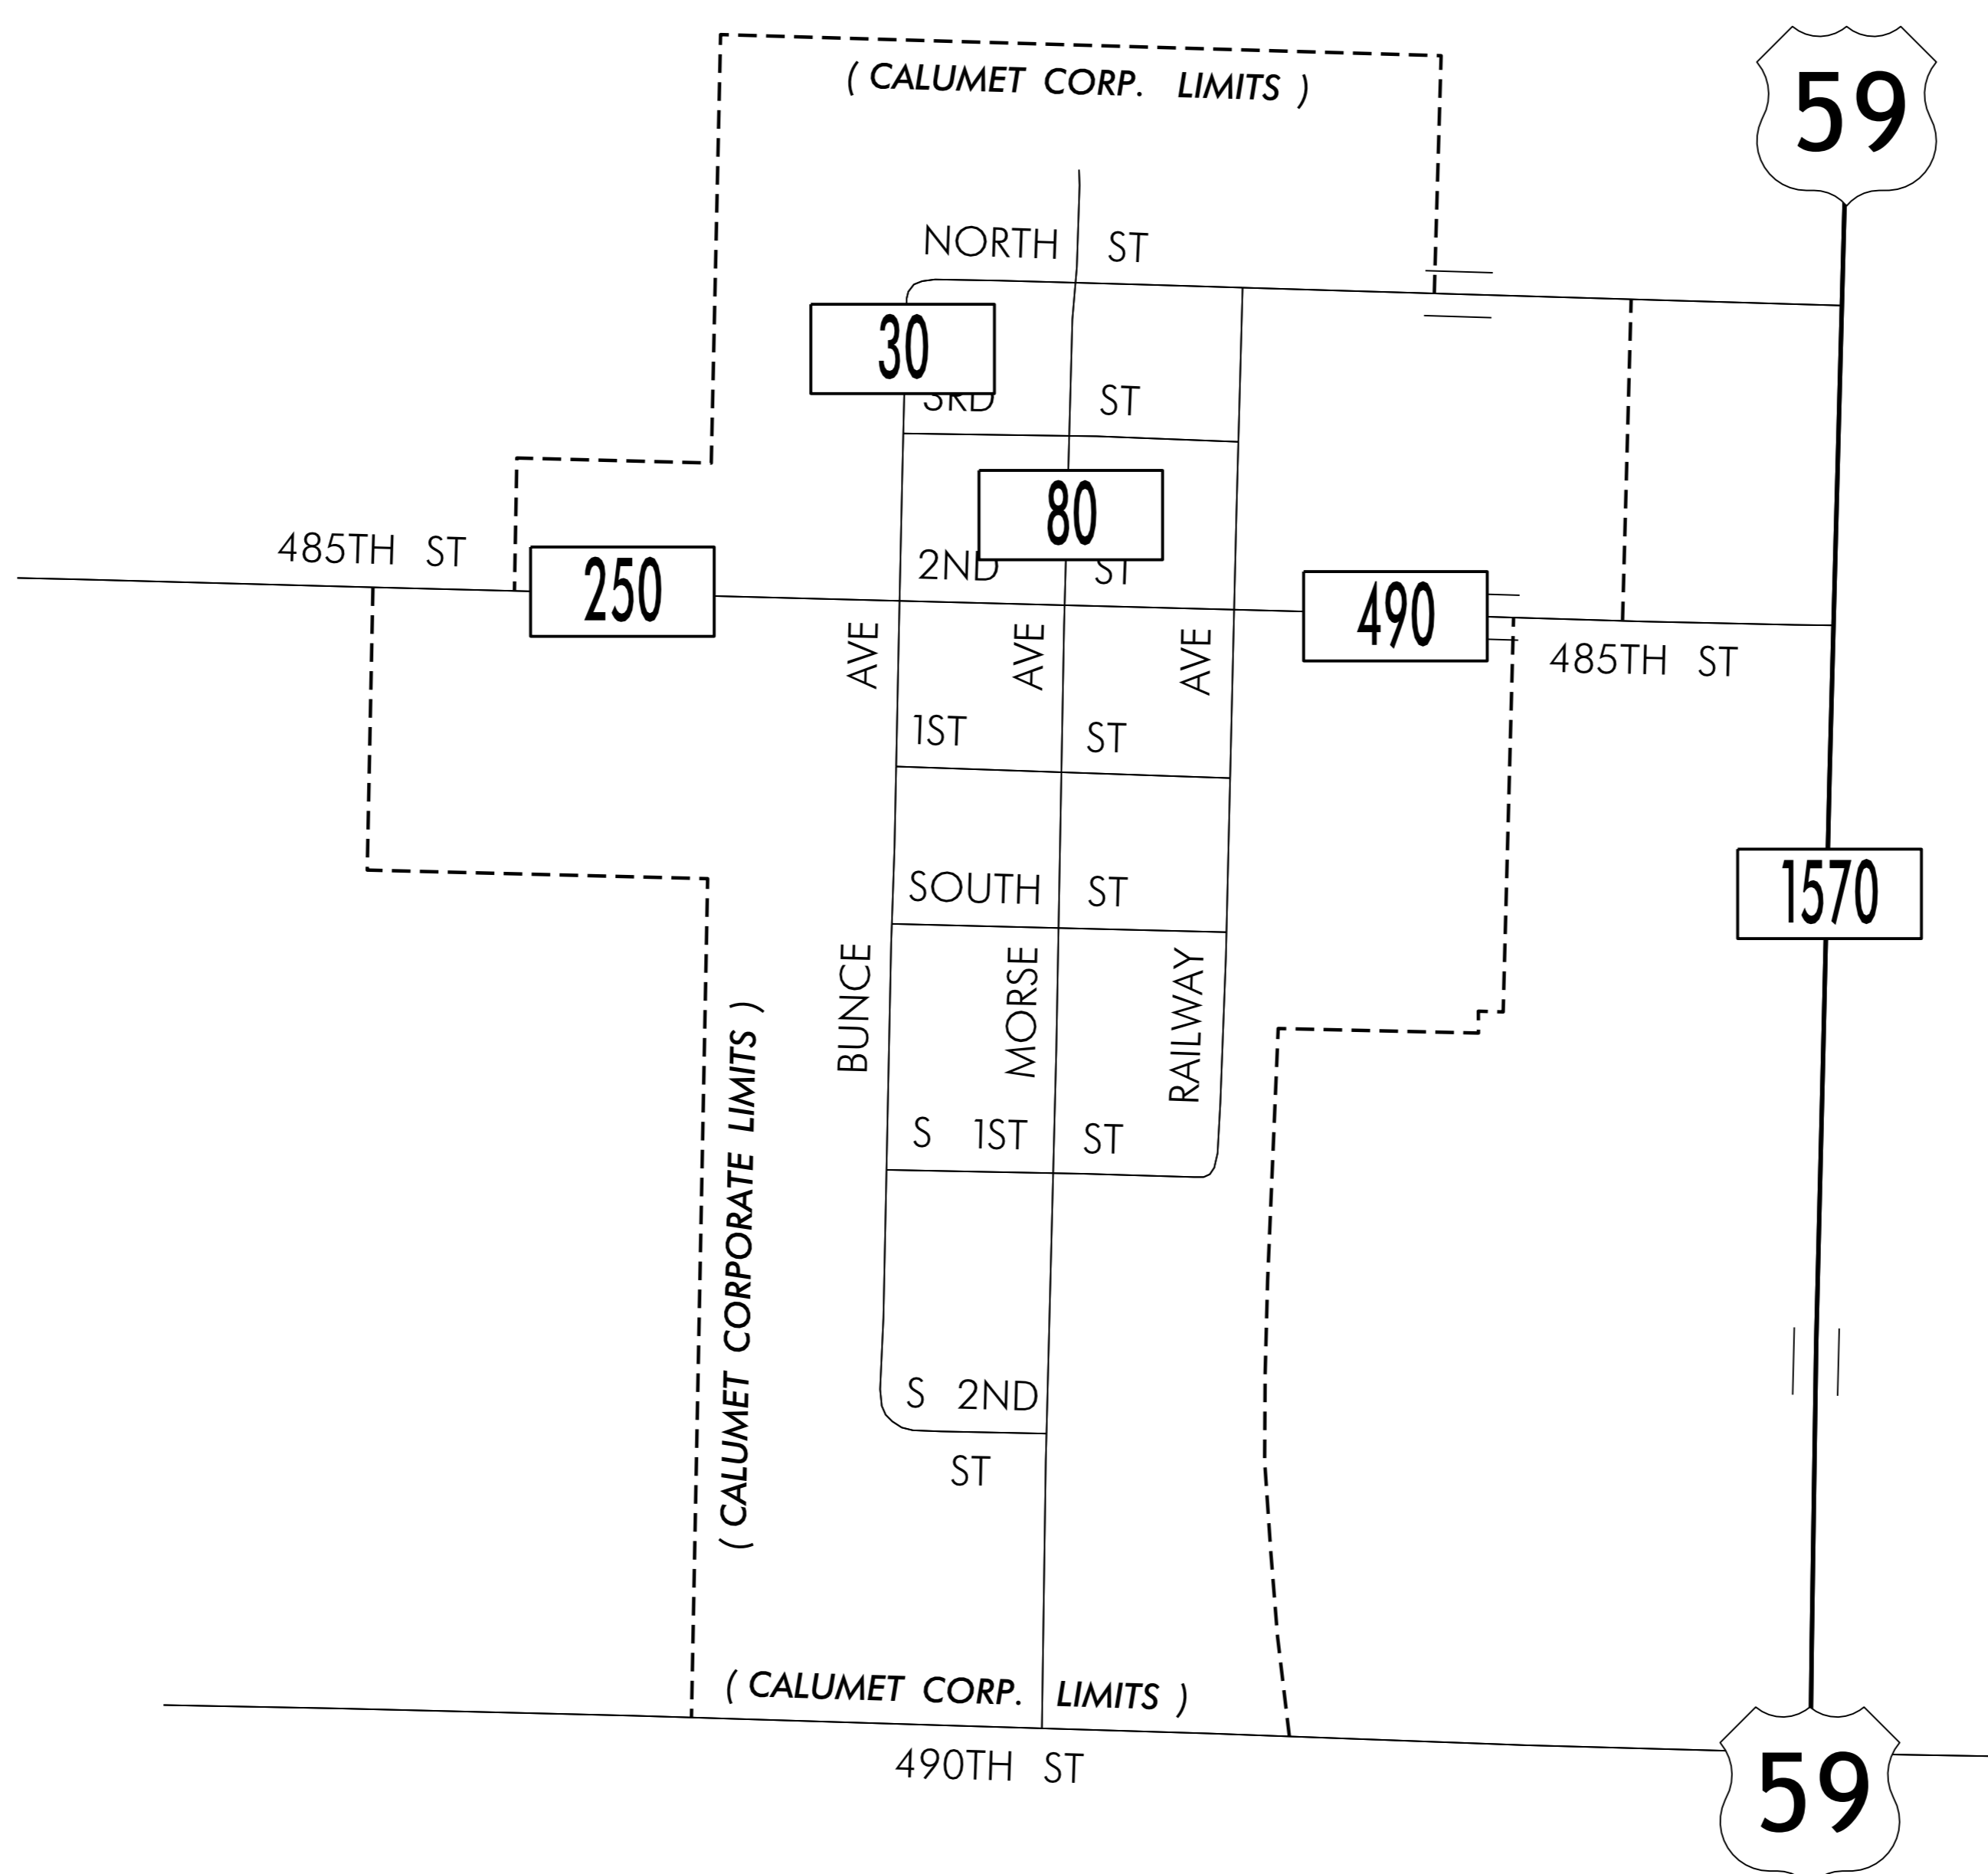 ( CALUMET CORP. LIMITS )
59
NORTH ST
30
3RD ST
80
485TH ST
250
2ND ST
490
485TH ST
AVE
AVE
AVE
1ST ST
1570
SOUTH ST
BUNCE
MORSE
RAILWAY
( CALUMET CORPORATE LIMITS )
S 1ST ST
S 2ND
ST
( CALUMET CORP. LIMITS )
490TH ST
59